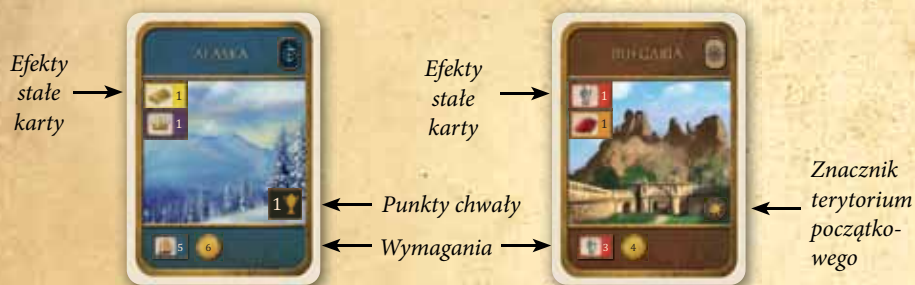 ALASKA
BUŁGARIA
Efekty
stałe
karty
1
1
1
5
6
Efekty
stałe
karty
1
1
3
4
Punkty chwały
Wymagania
Znacznik
terytorium
początko-
wego